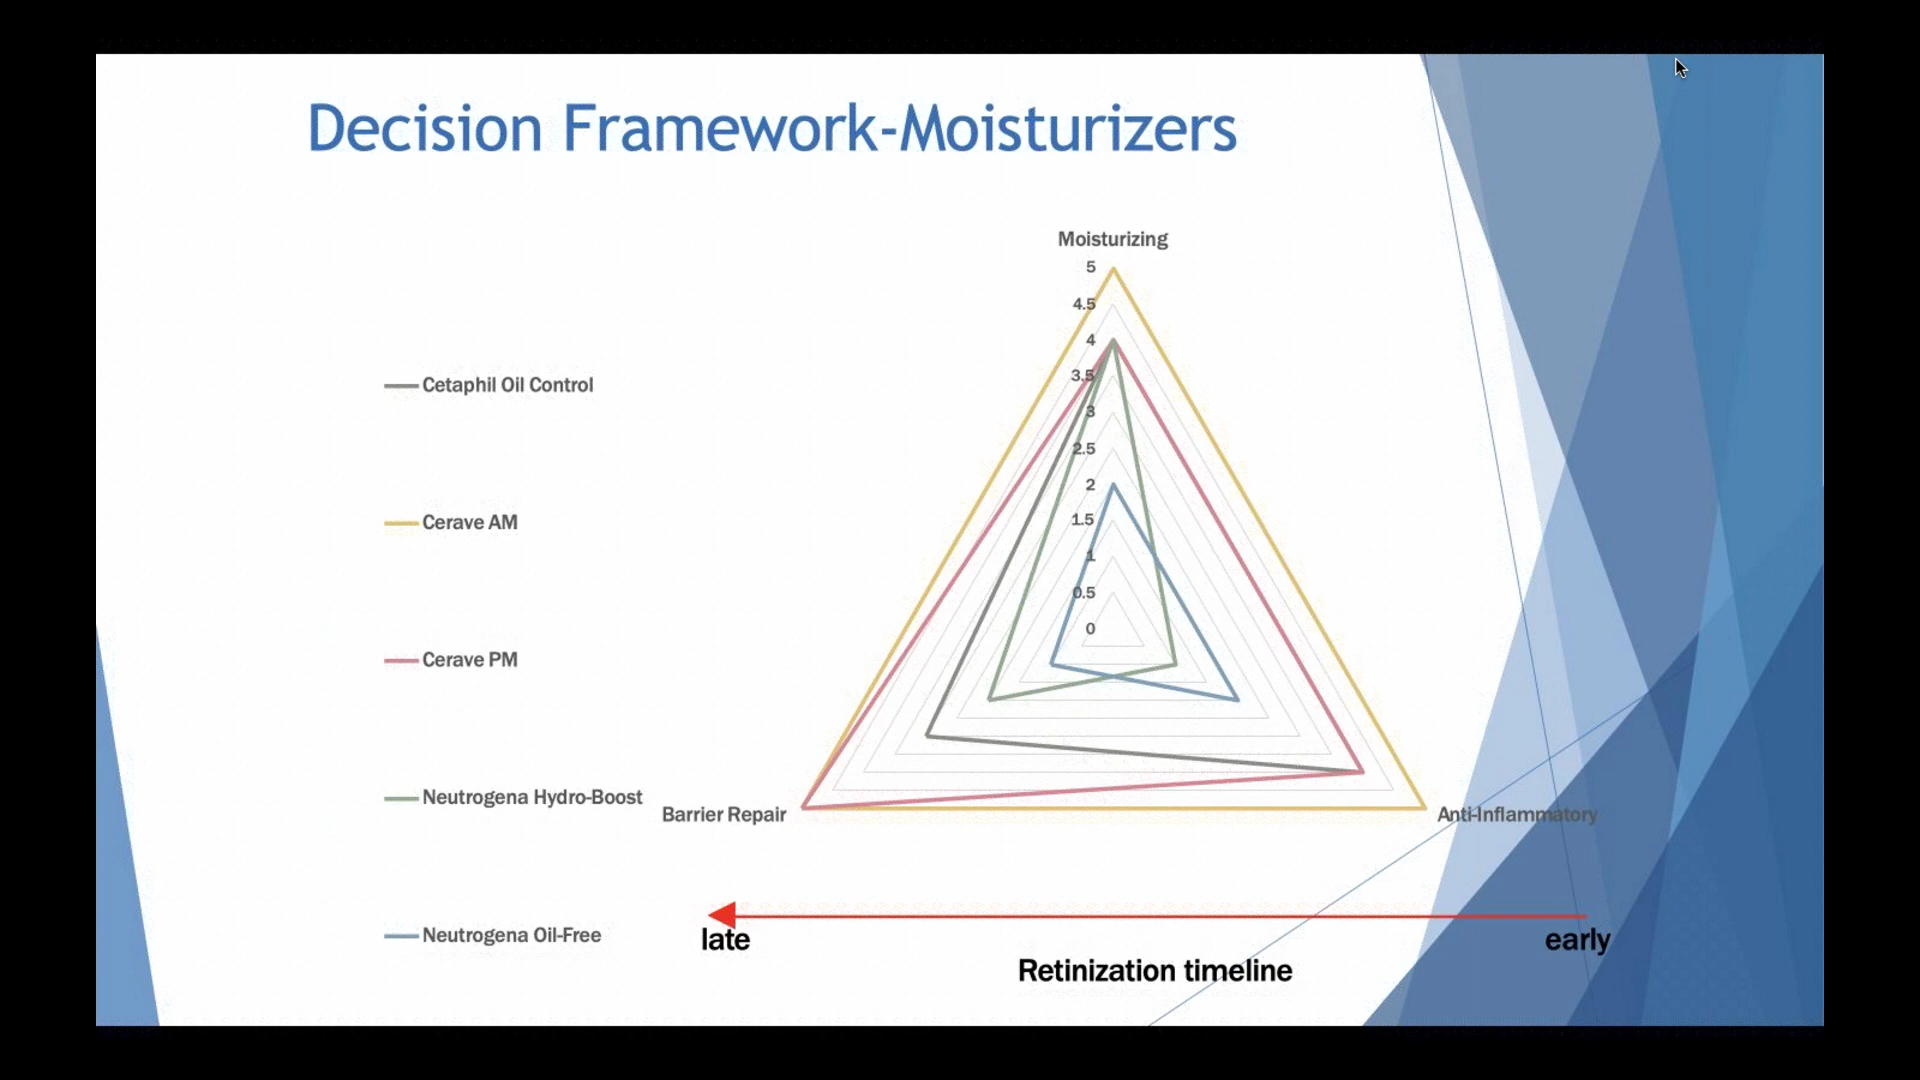 Decision Framework-Moisturizers
Moisturizing
5
4.5
4
3.5
3
2.5
2
1.5
1
0.5
0
Cetaphil Oil Control
Cerave AM
Cerave PM
Neutrogena Hydro-Boost
Neutrogena Oil-Free
Barrier Repair
Anti-Inflammatory
late
early
Retinization timeline